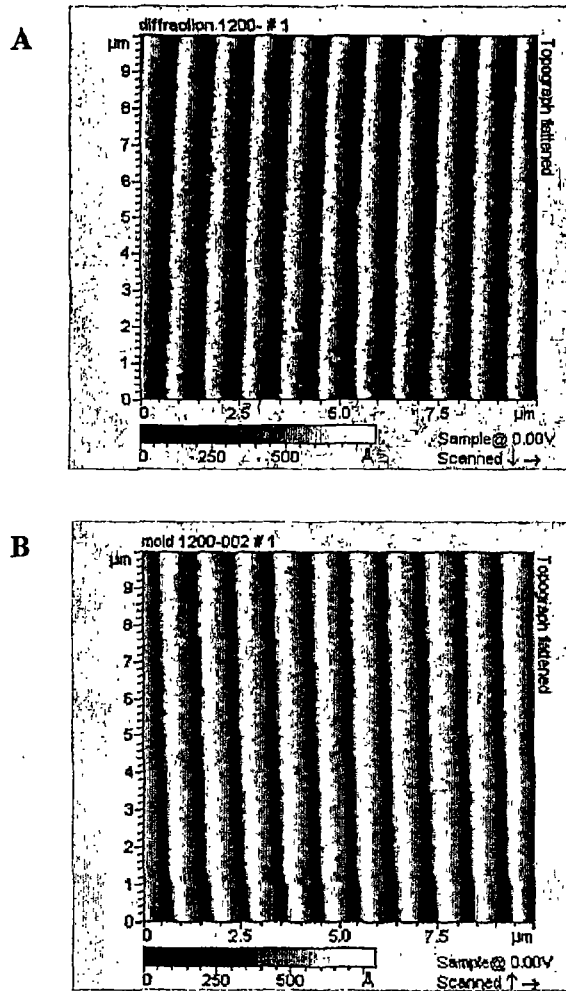 A
diffraction.1200- # 1
µm
9
8
7
6
5
4
3
2
1
0
0 2.5 5.0 7.5 µm
Topograph flattened
0 250 500 Å
Sample@ 0.00V
Scanned ↓ →
B
mold 1200-002 # 1
µm
9
8
7
6
5
4
3
2
1
0
0 2.5 5.0 7.5 µm
Topograph flattened
0 250 500 Å
Sample@ 0.00V
Scanned ↑ →